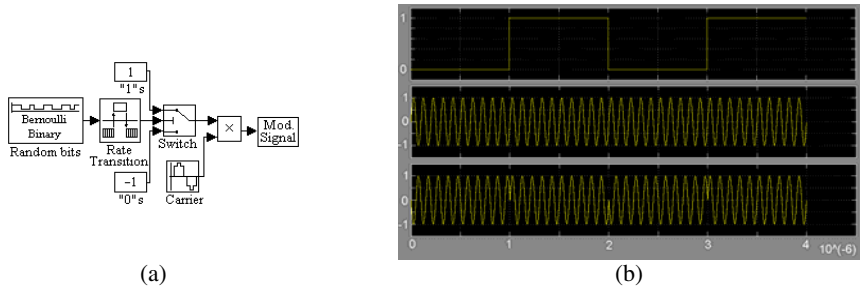 1
"1"s
Bernoulli
Binary
Random bits
Rate
Transition
Switch
×
Mod.
Signal
−1
"0"s
Carrier
(a)
1
0
1
0
-1
1
0
-1
0 1 2 3 4 10^(-6)
(b)